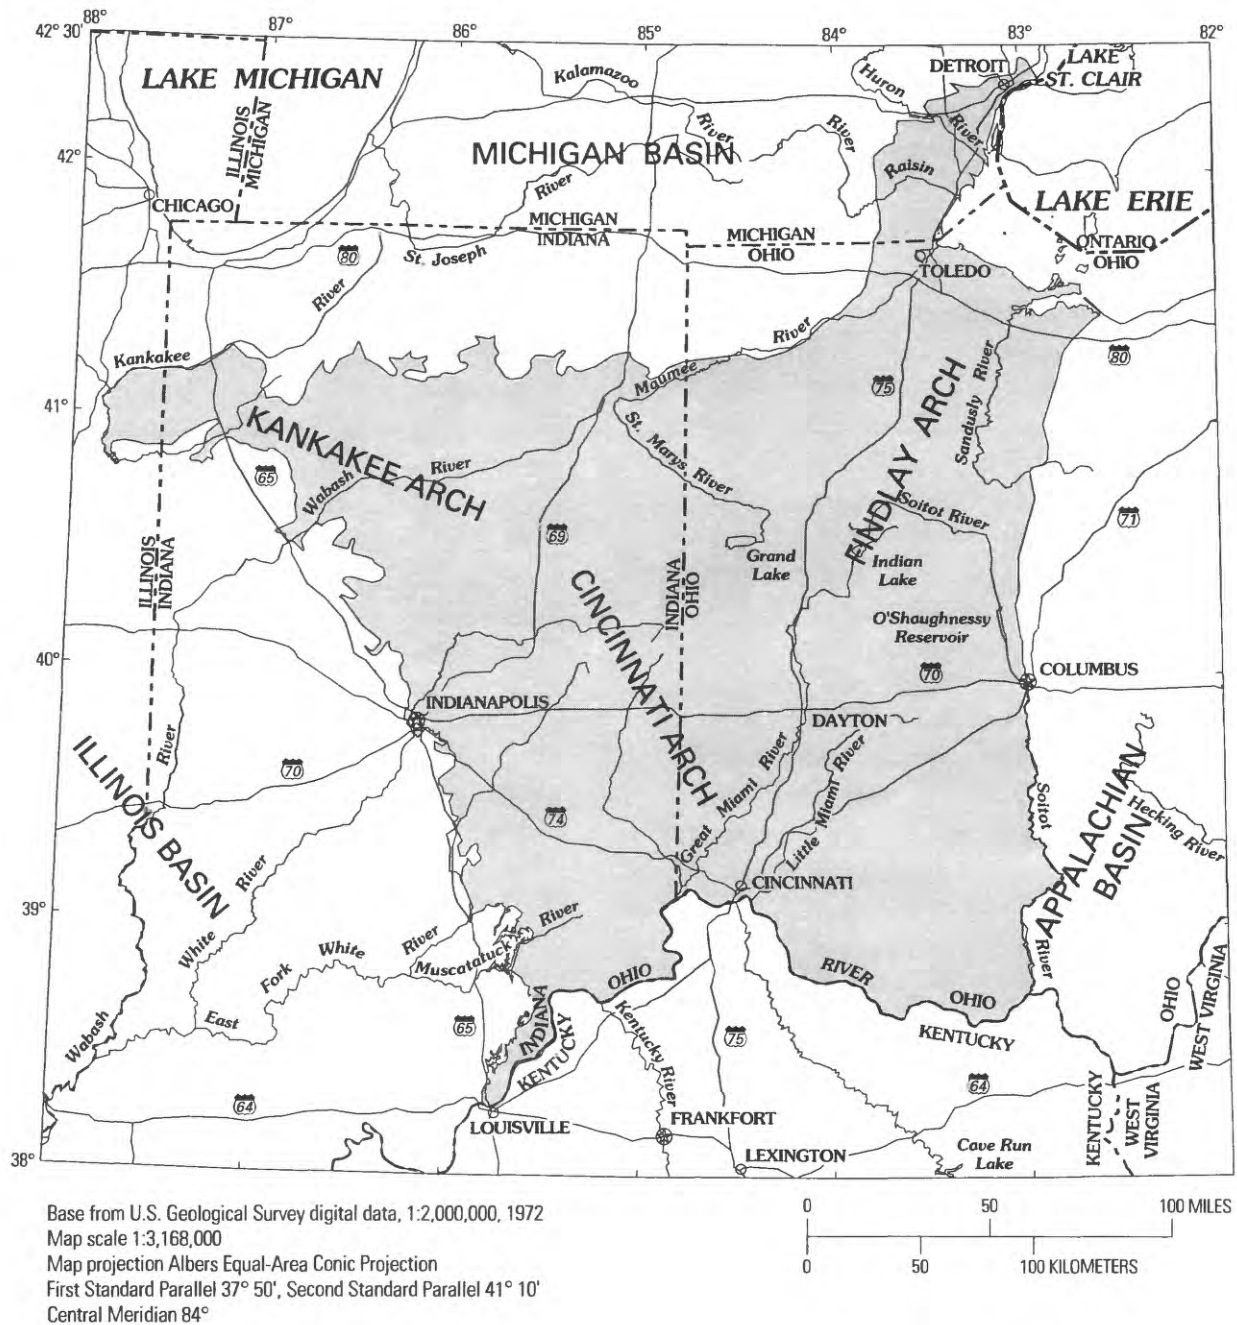 88°
87°
86°
85°
84°
83°
82°
42° 30'
LAKE MICHIGAN
Kalamazoo
River
Huron
River
DETROIT
LAKE
ST. CLAIR
ILLINOIS
MICHIGAN
42°
MICHIGAN BASIN
River
River
Raisin
CHICAGO
LAKE ERIE
MICHIGAN
INDIANA
MICHIGAN
OHIO
ONTARIO
OHIO
80
St. Joseph
TOLEDO
River
River
Kankakee
80
Maumee
75
Sandusly River
41°
KANKAKEE ARCH
St. Marys River
FINDLAY ARCH
65
Wabash
River
Soitot River
71
69
Grand
Lake
Indian
Lake
ILLINOIS
INDIANA
INDIANA
OHIO
CINCINNATI ARCH
O'Shaughnessy
Reservoir
40°
70
COLUMBUS
INDIANAPOLIS
DAYTON
River
ILLINOIS BASIN
70
Great Miami River
Little Miami River
Soitot
River
APPALACHIAN
BASIN
Hecking River
74
River
CINCINNATI
39°
White
White
River
River
Muscatatuck
Fork
East
OHIO
RIVER
OHIO
KENTUCKY
OHIO
WEST VIRGINIA
Wabash
65
INDIANA
KENTUCKY
Kentucky River
75
64
64
KENTUCKY
WEST
VIRGINIA
LOUISVILLE
FRANKFORT
LEXINGTON
Cave Run
Lake
38°
Base from U.S. Geological Survey digital data, 1:2,000,000, 1972
Map scale 1:3,168,000
Map projection Albers Equal-Area Conic Projection
First Standard Parallel 37° 50', Second Standard Parallel 41° 10'
Central Meridian 84°
0 50 100 MILES
0 50 100 KILOMETERS